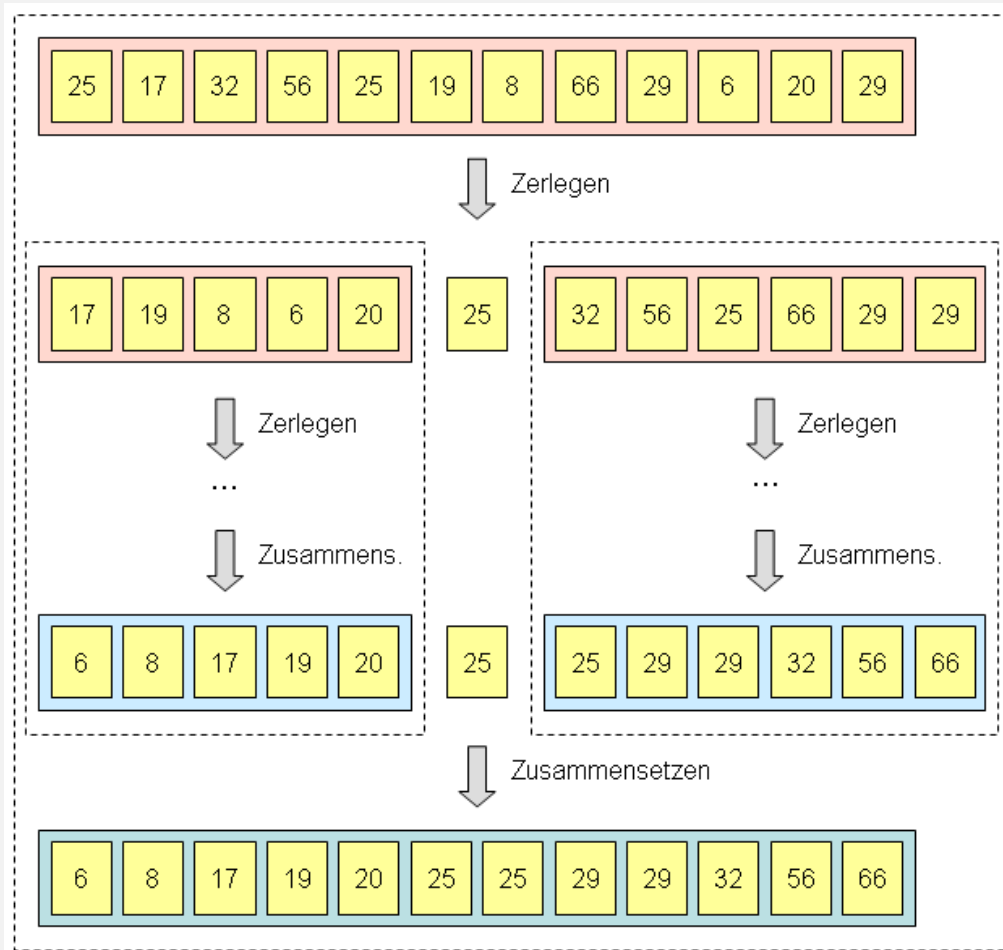 25 17 32 56 25 19 8 66 29 6 20 29
Zerlegen
17 19 8 6 20 25 32 56 25 66 29 29
Zerlegen Zerlegen
... ...
Zusammens. Zusammens.
6 8 17 19 20 25 25 29 29 32 56 66
Zusammensetzen
6 8 17 19 20 25 25 29 29 32 56 66